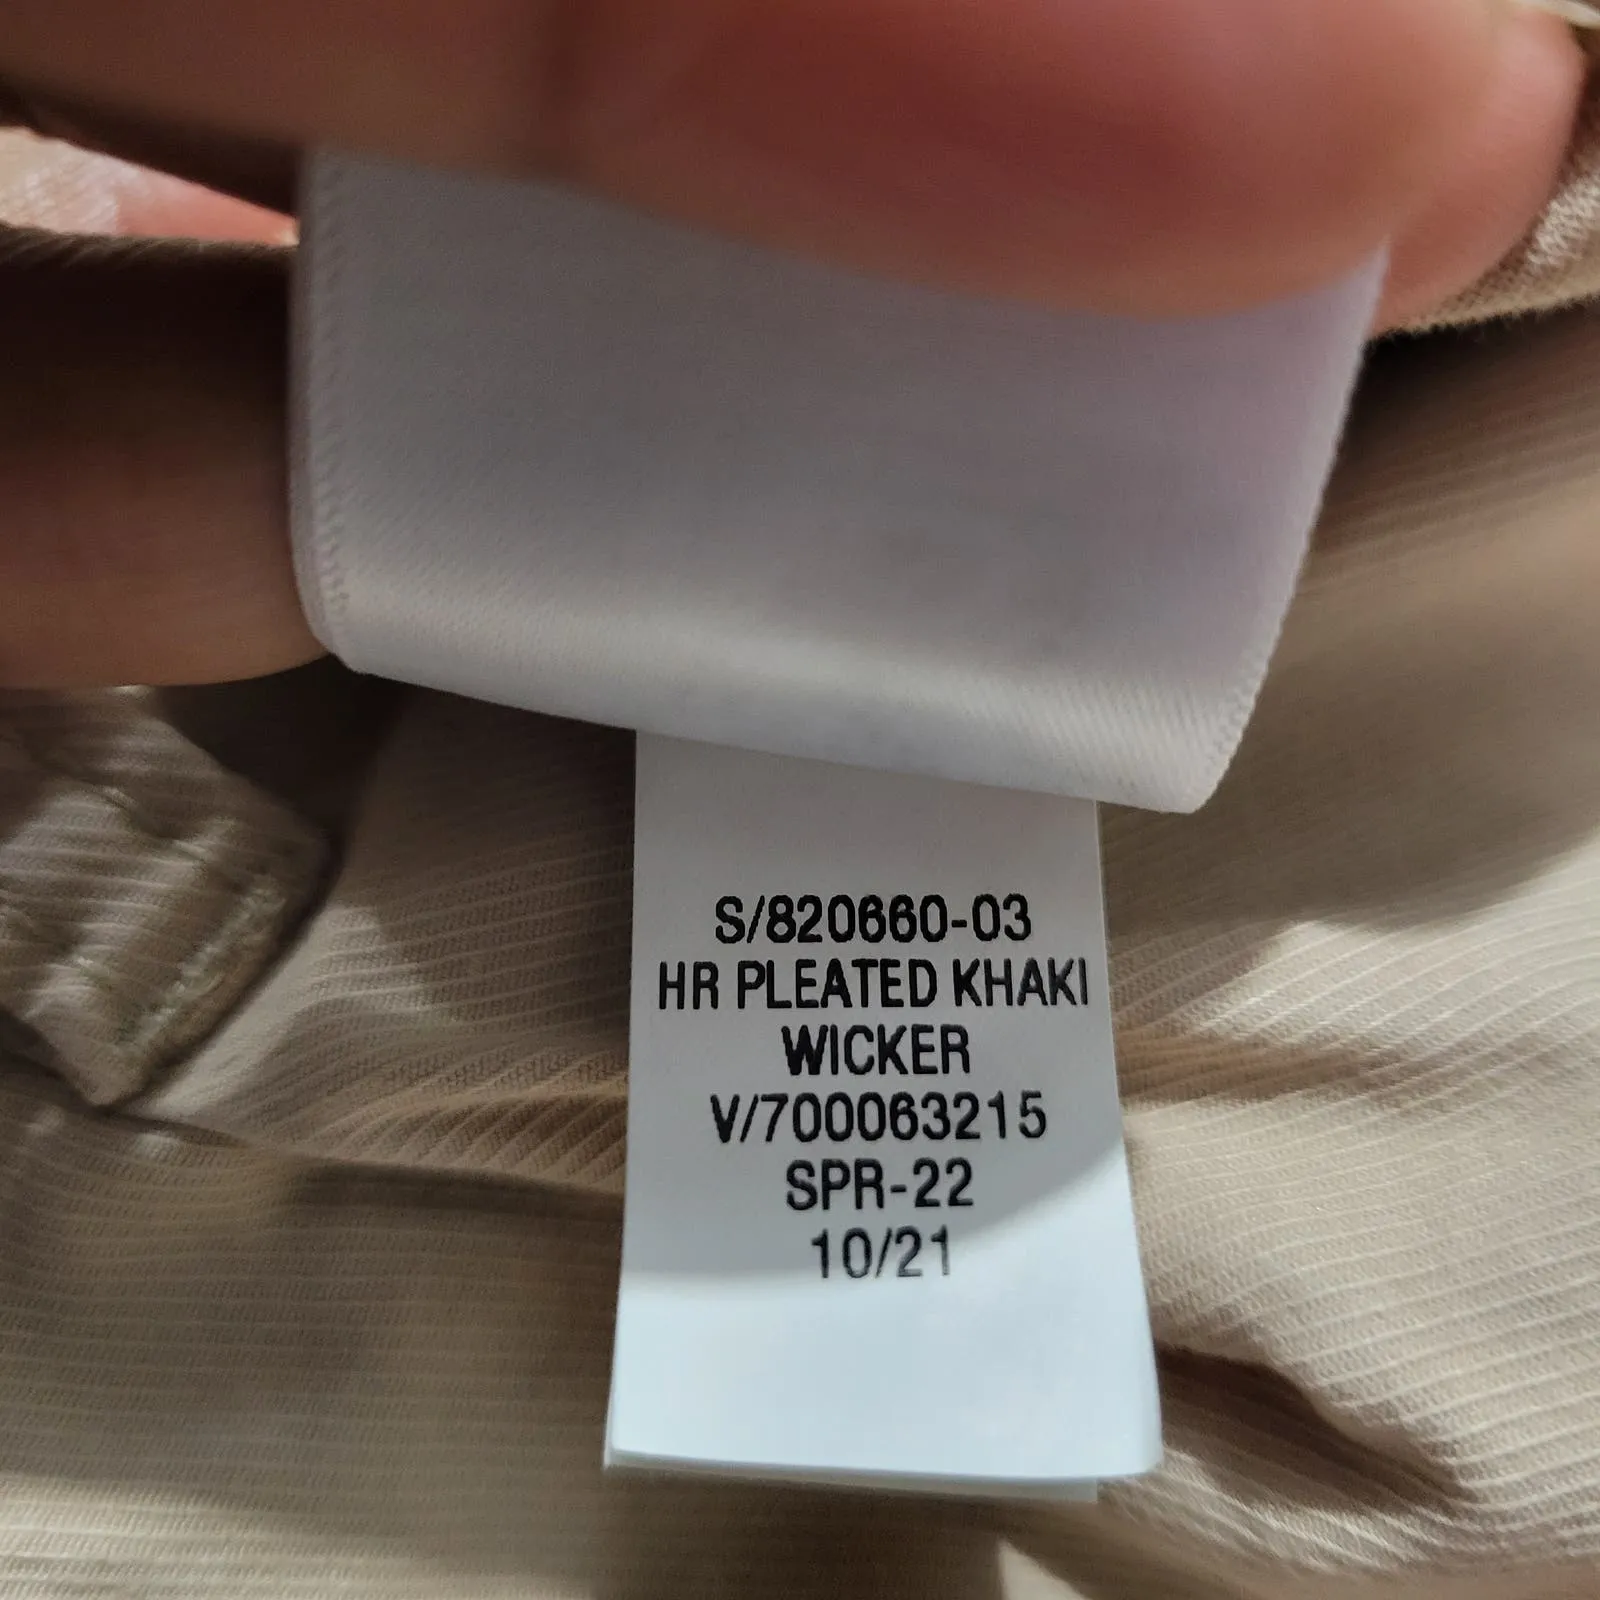 S/820660-03
HR PLEATED KHAKI
WICKER
V/700063215
SPR-22
10/21